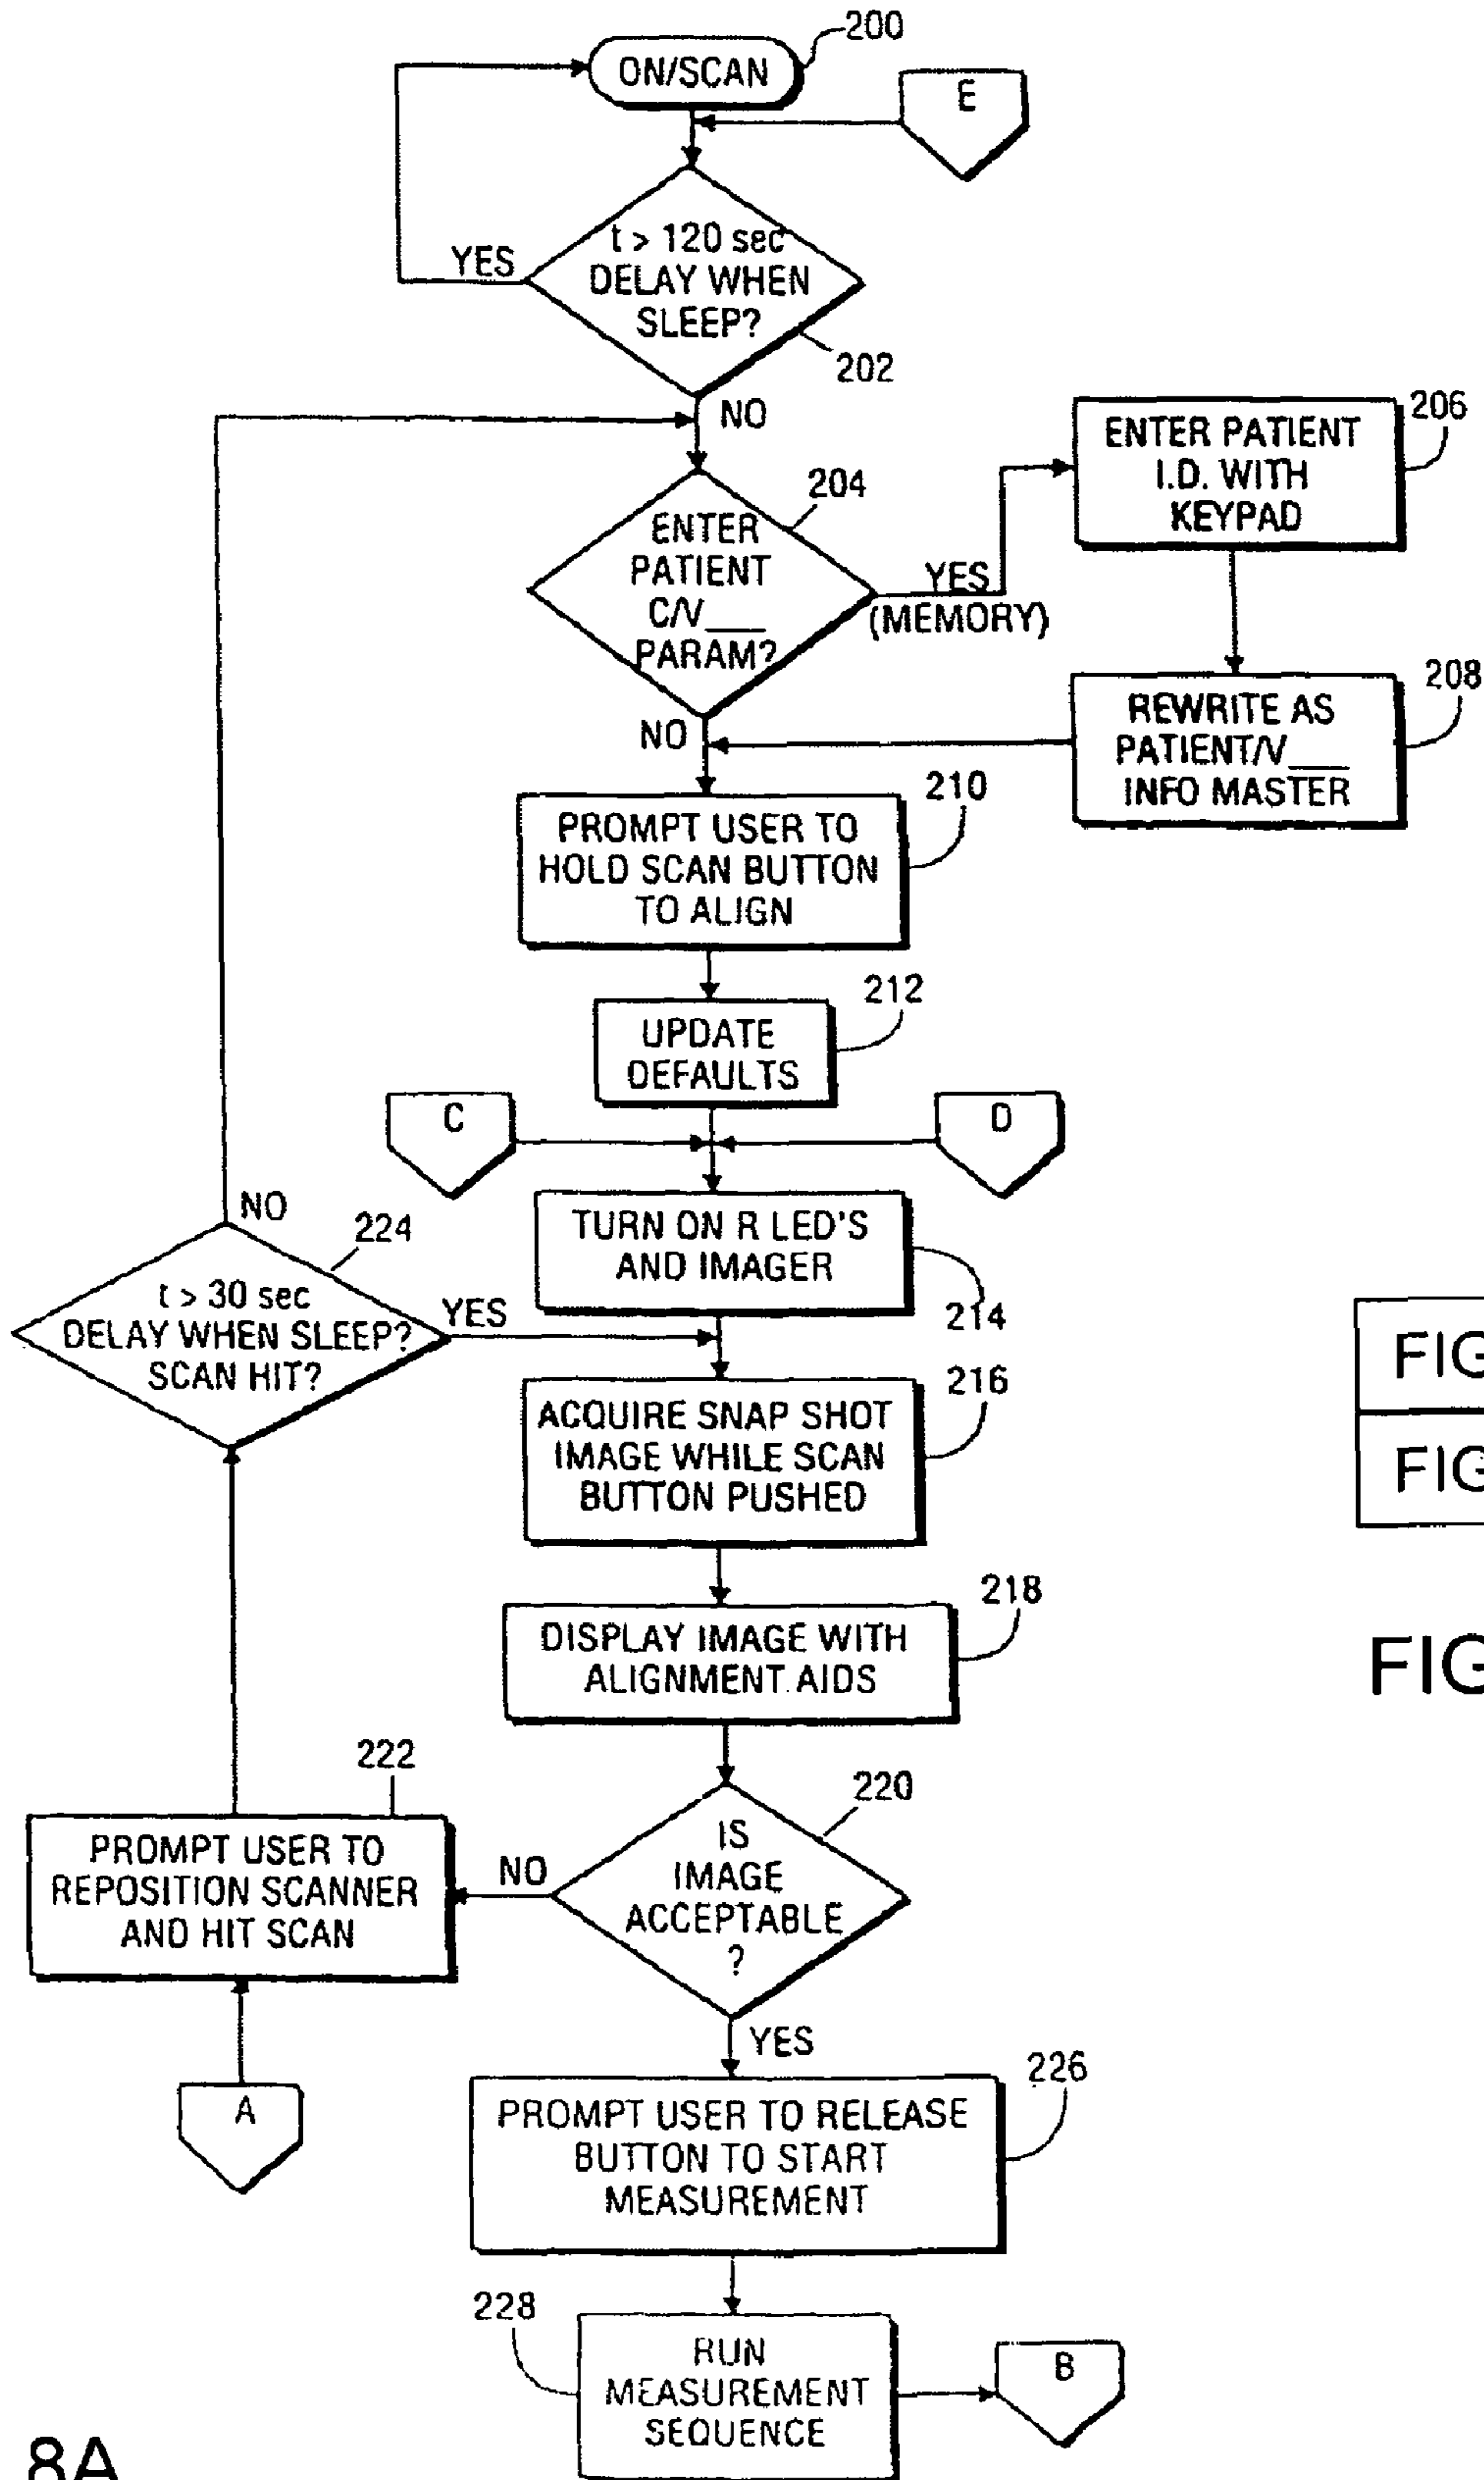 200
ON/SCAN
E
t > 120 sec
DELAY WHEN
SLEEP?
YES
202
NO
206
ENTER PATIENT
I.D. WITH
KEYPAD
204
ENTER
PATIENT
C/V___
PARAM?
YES
(MEMORY)
208
REWRITE AS
PATIENT/V___
INFO MASTER
NO
210
PROMPT USER TO
HOLD SCAN BUTTON
TO ALIGN
212
UPDATE
DEFAULTS
C
D
TURN ON R LED'S
AND IMAGER
214
NO
224
t > 30 sec
DELAY WHEN SLEEP?
SCAN HIT?
YES
FIG
FIG
FIG
216
ACQUIRE SNAP SHOT
IMAGE WHILE SCAN
BUTTON PUSHED
218
DISPLAY IMAGE WITH
ALIGNMENT AIDS
222
PROMPT USER TO
REPOSITION SCANNER
AND HIT SCAN
NO
220
IS
IMAGE
ACCEPTABLE
?
YES
A
226
PROMPT USER TO RELEASE
BUTTON TO START
MEASUREMENT
228
RUN
MEASUREMENT
SEQUENCE
B
8A